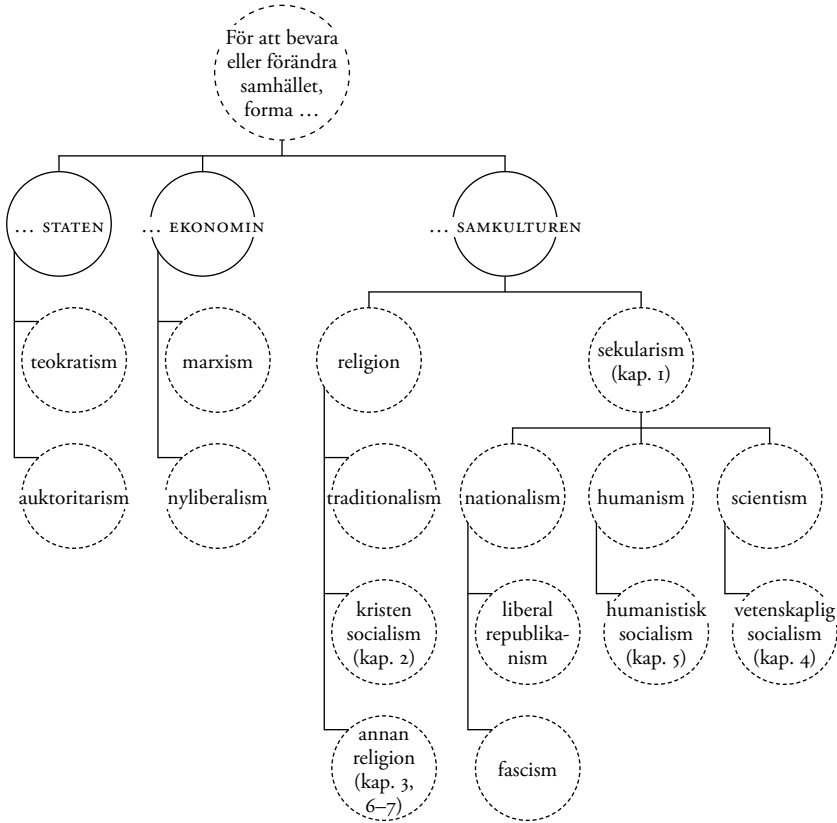 För att bevara
eller förändra
samhället,
forma …
… STATEN
… EKONOMIN
… SAMKULTUREN
teokratism
marxism
religion
sekularism
(kap. 1)
auktoritarism
nyliberalism
traditionalism
nationalism
humanism
scientism
kristen
socialism
(kap. 2)
liberal
republika-
nism
humanistisk
socialism
(kap. 5)
vetenskaplig
socialism
(kap. 4)
annan
religion
(kap. 3,
6–7)
fascism